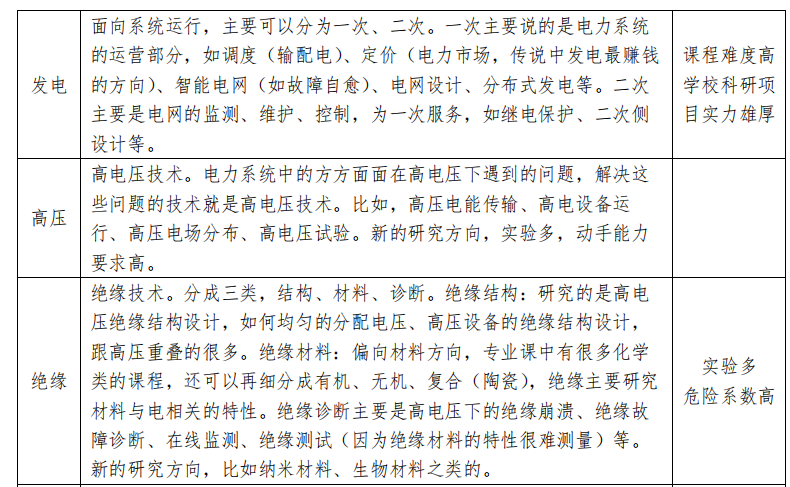 面向系统运行，主要可以分为一次、二次。一次主要说的是电力系统
的运营部分，如调度（输配电）、定价（电力市场，传说中发电最赚钱
发电
的方向）、智能电网（如故障自愈）、电网设计、分布式发电等。二次
主要是电网的监测、维护、控制，为一次服务，如继电保护、二次侧
设计等。
课程难度高
学校科研项
目实力雄厚
高电压技术。电力系统中的方方面面在高电压下遇到的问题，解决这
些问题的技术就是高电压技术。比如，高压电能传输、高电设备运
高压
行、高压电场分布、高电压试验。新的研究方向，实验多，动手能力
要求高。
绝缘技术。分成三类，结构、材料、诊断。绝缘结构：研究的是高电
压绝缘结构设计，如何均匀的分配电压、高压设备的绝缘结构设计，
跟高压重叠的很多。绝缘材料：偏向材料方向，专业课中有很多化学
绝缘
类的课程，还可以再细分成有机、无机、复合（陶瓷），绝缘主要研究
材料与电相关的特性。绝缘诊断主要是高电压下的绝缘崩溃、绝缘故
障诊断、在线监测、绝缘测试（因为绝缘材料的特性很难测量）等。
新的研究方向，比如纳米材料、生物材料之类的。
实验多
危险系数高